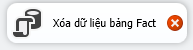 Xóa dữ liệu bảng Fact